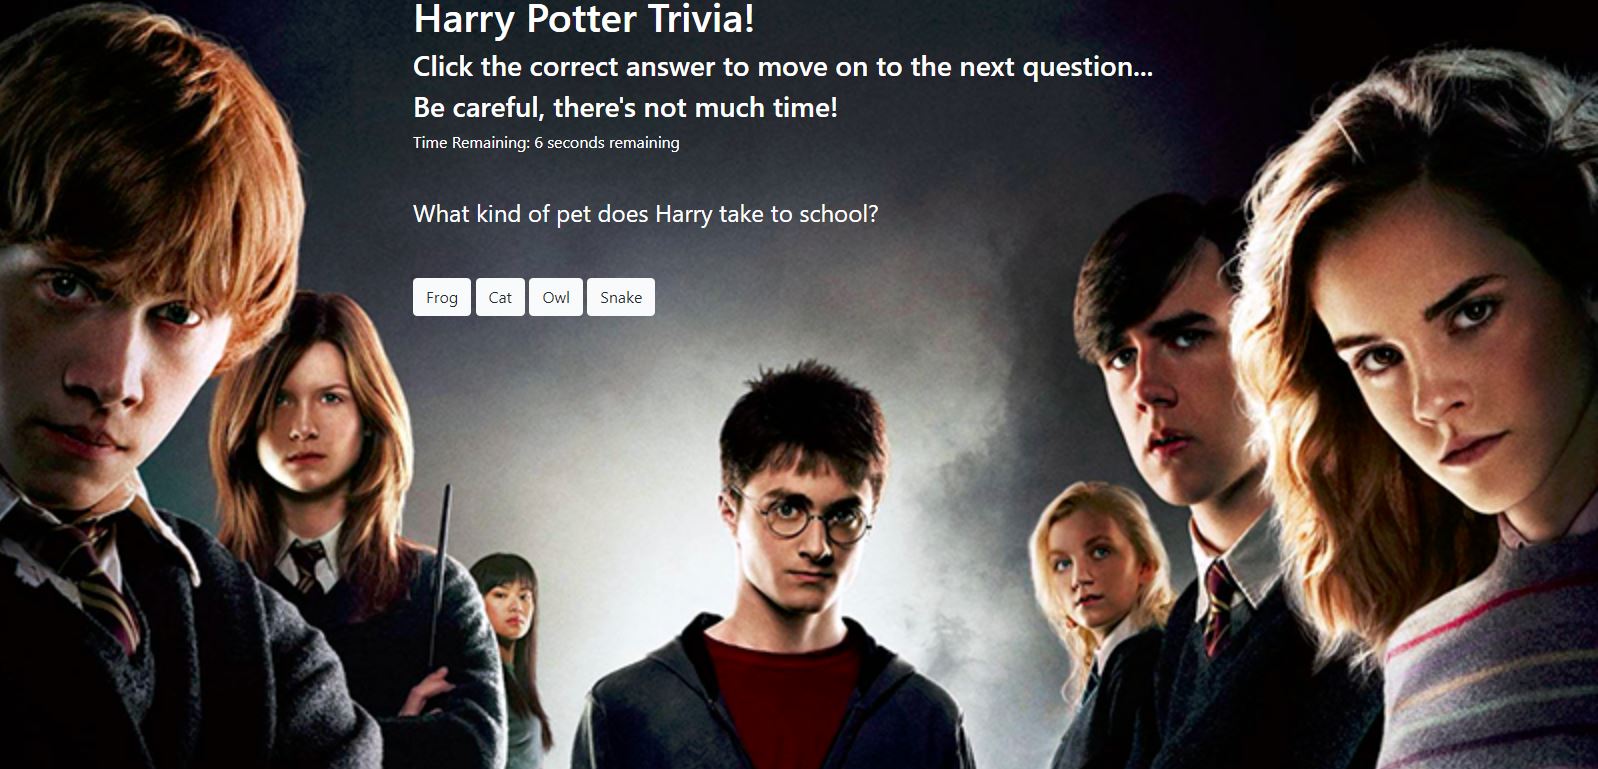 Harry Potter Trivia!
Click the correct answer to move on to the next question...
Be careful, there's not much time!
Time Remaining: 6 seconds remaining
What kind of pet does Harry take to school?
Frog Cat Owl Snake